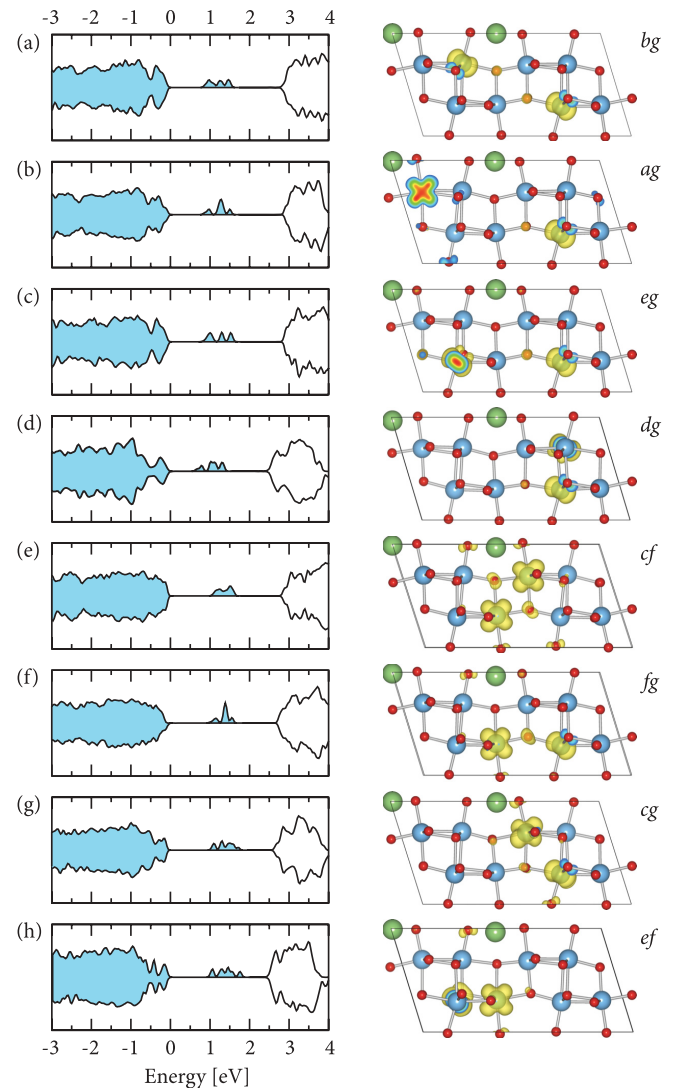 -3 -2 -1 0 1 2 3 4
(a) bg
(b) ag
(c) eg
(d) dg
(e) cf
(f) fg
(g) cg
(h) ef
-3 -2 -1 0 1 2 3 4
Energy [eV]